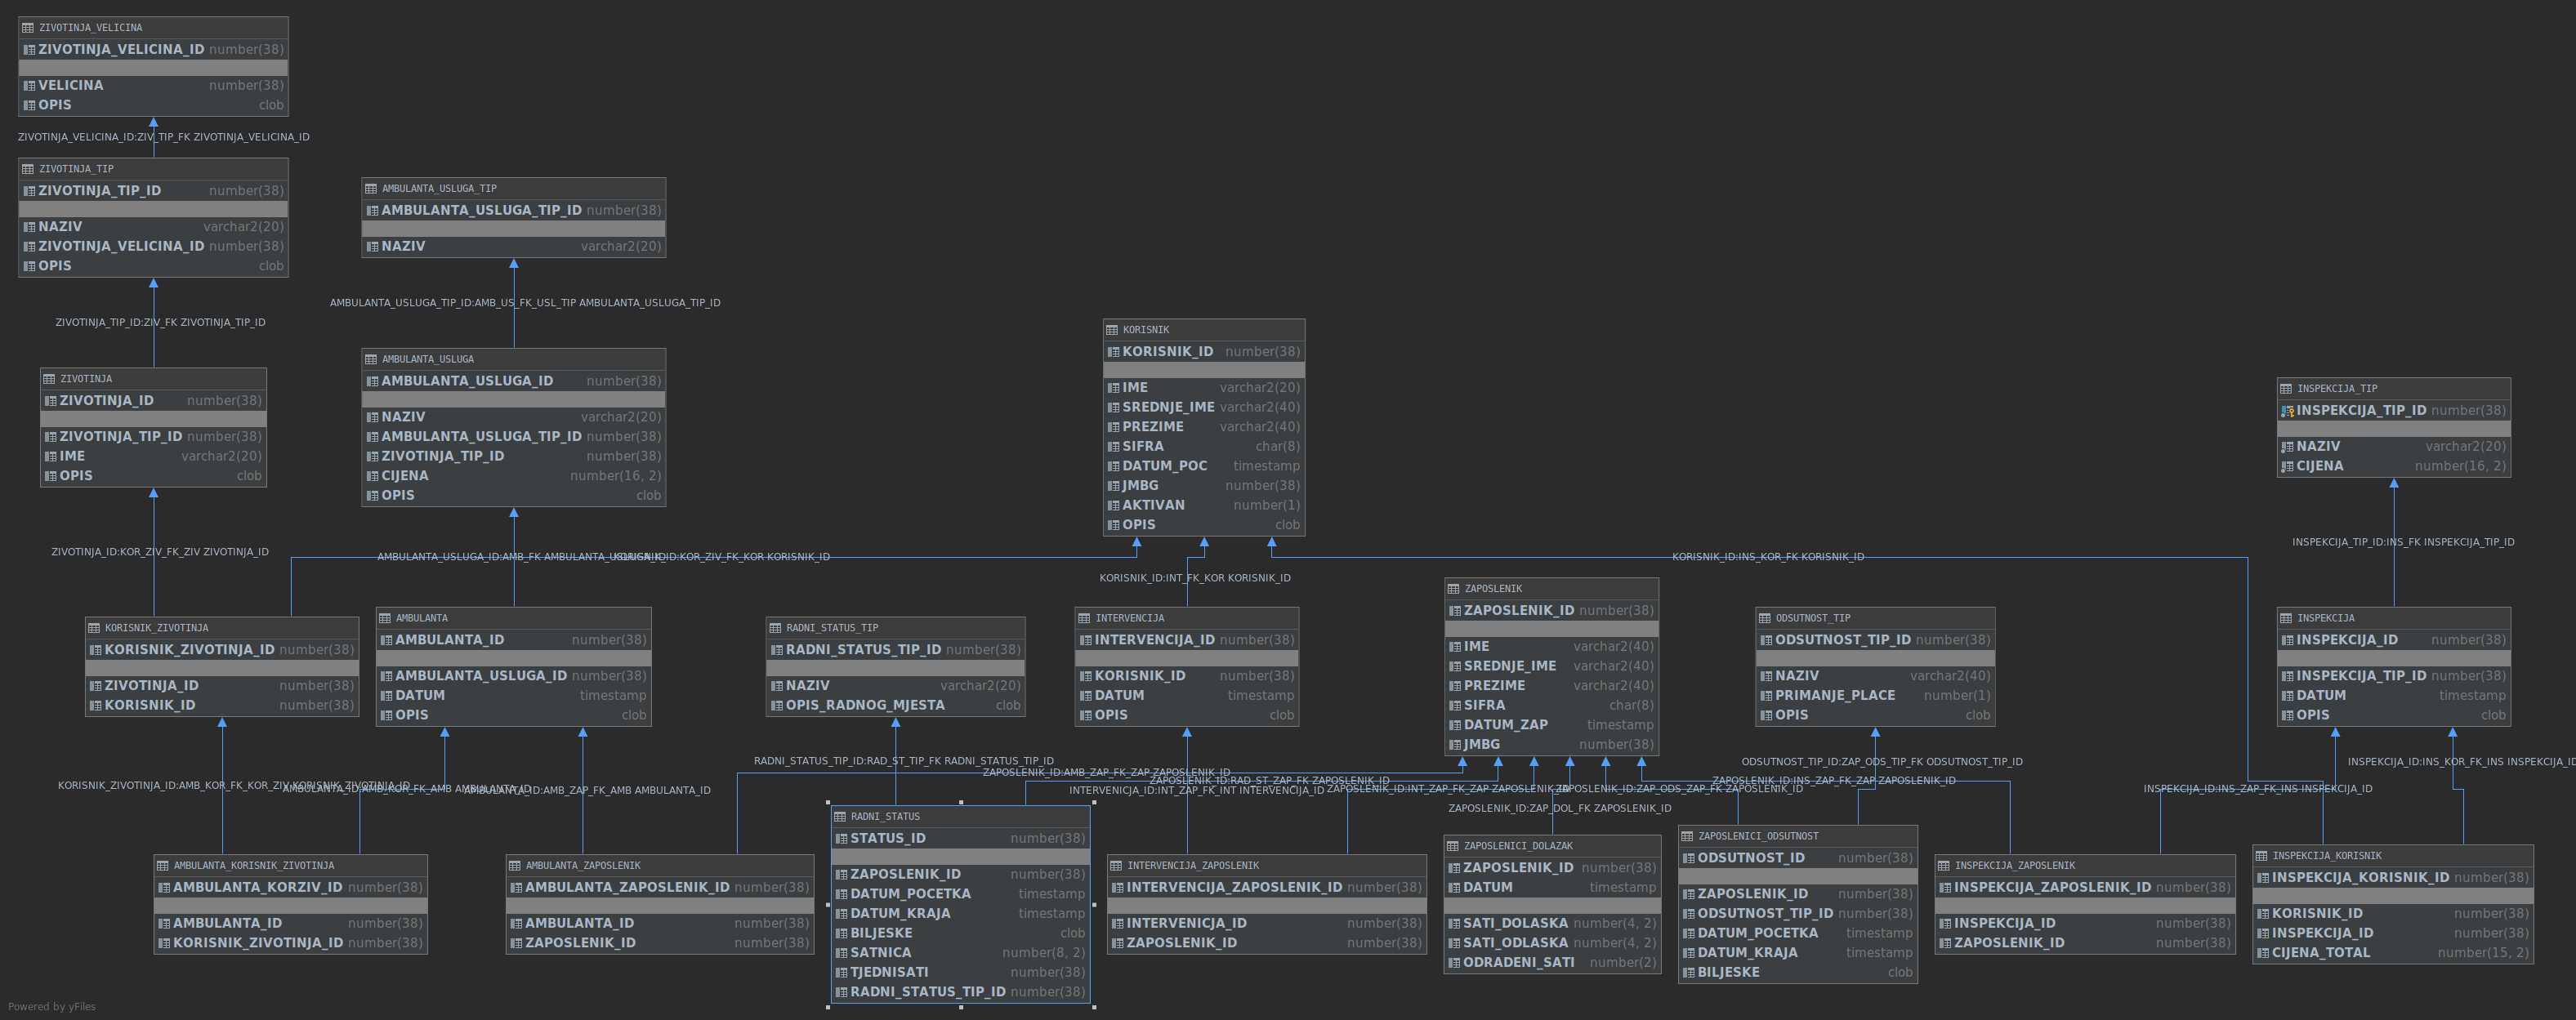 ZIVOTINJA_VELICINA
ZIVOTINJA_VELICINA_ID number(38)
VELICINA number(38)
OPIS clob
ZIVOTINJA_VELICINA_ID:ZIV_TIP_FK ZIVOTINJA_VELICINA_ID
ZIVOTINJA_TIP
ZIVOTINJA_TIP_ID number(38)
NAZIV varchar2(20)
ZIVOTINJA_VELICINA_ID number(38)
OPIS clob
ZIVOTINJA_TIP_ID:ZIV_FK ZIVOTINJA_TIP_ID
ZIVOTINJA
ZIVOTINJA_ID number(38)
ZIVOTINJA_TIP_ID number(38)
IME varchar2(20)
OPIS clob
ZIVOTINJA_ID:KOR_ZIV_FK_ZIV ZIVOTINJA_ID
AMBULANTA_USLUGA_TIP
AMBULANTA_USLUGA_TIP_ID number(38)
NAZIV varchar2(20)
AMBULANTA_USLUGA_TIP_ID:AMB_US_FK_USL_TIP AMBULANTA_USLUGA_TIP_ID
AMBULANTA_USLUGA
AMBULANTA_USLUGA_ID number(38)
NAZIV varchar2(20)
AMBULANTA_USLUGA_TIP_ID number(38)
ZIVOTINJA_TIP_ID number(38)
CIJENA number(16, 2)
OPIS clob
AMBULANTA_USLUGA_ID:AMB_FK AMBULANTA_USLUGA_ID
KORISNIK_ID:KOR_ZIV_FK_KOR KORISNIK_ID
KORISNIK
KORISNIK_ID number(38)
IME varchar2(20)
SREDNJE_IME varchar2(40)
PREZIME varchar2(40)
SIFRA char(8)
DATUM_POC timestamp
JMBG number(38)
AKTIVAN number(1)
OPIS clob
KORISNIK_ID:INT_FK_KOR KORISNIK_ID
KORISNIK_ID:INS_KOR_FK KORISNIK_ID
INSPEKCIJA_TIP
INSPEKCIJA_TIP_ID number(38)
NAZIV varchar2(20)
CIJENA number(16, 2)
INSPEKCIJA_TIP_ID:INS_FK INSPEKCIJA_TIP_ID
KORISNIK_ZIVOTINJA
KORISNIK_ZIVOTINJA_ID number(38)
ZIVOTINJA_ID number(38)
KORISNIK_ID number(38)
AMBULANTA
AMBULANTA_ID number(38)
AMBULANTA_USLUGA_ID number(38)
DATUM timestamp
OPIS clob
RADNI_STATUS_TIP
RADNI_STATUS_TIP_ID number(38)
NAZIV varchar2(20)
OPIS_RADNOG_MJESTA clob
INTERVENCIJA
INTERVENCIJA_ID number(38)
KORISNIK_ID number(38)
DATUM timestamp
OPIS clob
ZAPOSLENIK
ZAPOSLENIK_ID number(38)
IME varchar2(40)
SREDNJE_IME varchar2(40)
PREZIME varchar2(40)
SIFRA char(8)
DATUM_ZAP timestamp
JMBG number(38)
ODSUTNOST_TIP
ODSUTNOST_TIP_ID number(38)
NAZIV varchar2(40)
PRIMANJE_PLACE number(1)
OPIS clob
INSPEKCIJA
INSPEKCIJA_ID number(38)
INSPEKCIJA_TIP_ID number(38)
DATUM timestamp
OPIS clob
KORISNIK_ZIVOTINJA_ID:AMB_KOR_FK_KOR_ZIV KORISNIK_ZIVOTINJA_ID
AMBULANTA_ID:AMB_KOR_FK_AMB AMBULANTA_ID
AMBULANTA_ID:AMB_ZAP_FK_AMB AMBULANTA_ID
RADNI_STATUS_TIP_ID:RAD_ST_TIP_FK RADNI_STATUS_TIP_ID
ZAPOSLENIK_ID:AMB_ZAP_FK_ZAP ZAPOSLENIK_ID
ZAPOSLENIK_ID:RAD_ST_ZAP_FK ZAPOSLENIK_ID
INTERVENICJA_ID:INT_ZAP_FK_INT INTERVENCIJA_ID
ZAPOSLENIK_ID:INT_ZAP_FK_ZAP ZAPOSLENIK_ID
ZAPOSLENIK_ID:ZAP_ODS_ZAP_FK ZAPOSLENIK_ID
ZAPOSLENIK_ID:ZAP_DOL_FK ZAPOSLENIK_ID
ODSUTNOST_TIP_ID:ZAP_ODS_TIP_FK ODSUTNOST_TIP_ID
ZAPOSLENIK_ID:INS_ZAP_FK_ZAP ZAPOSLENIK_ID
INSPEKCIJA_ID:INS_KOR_FK_INS INSPEKCIJA_ID
INSPEKCIJA_ID:INS_ZAP_FK_INS INSPEKCIJA_ID
AMBULANTA_KORISNIK_ZIVOTINJA
AMBULANTA_KORZIV_ID number(38)
AMBULANTA_ID number(38)
KORISNIK_ZIVOTINJA_ID number(38)
AMBULANTA_ZAPOSLENIK
AMBULANTA_ZAPOSLENIK_ID number(38)
AMBULANTA_ID number(38)
ZAPOSLENIK_ID number(38)
RADNI_STATUS
STATUS_ID number(38)
ZAPOSLENIK_ID number(38)
DATUM_POCETKA timestamp
DATUM_KRAJA timestamp
BILJESKE clob
SATNICA number(8, 2)
TJEDNISATI number(38)
RADNI_STATUS_TIP_ID number(38)
INTERVENCIJA_ZAPOSLENIK
INTERVENCIJA_ZAPOSLENIK_ID number(38)
INTERVENICJA_ID number(38)
ZAPOSLENIK_ID number(38)
ZAPOSLENICI_DOLAZAK
ZAPOSLENIK_ID number(38)
DATUM timestamp
SATI_DOLASKA number(4, 2)
SATI_ODLASKA number(4, 2)
ODRADENI_SATI number(2)
ZAPOSLENICI_ODSUTNOST
ODSUTNOST_ID number(38)
ZAPOSLENIK_ID number(38)
ODSUTNOST_TIP_ID number(38)
DATUM_POCETKA timestamp
DATUM_KRAJA timestamp
BILJESKE clob
INSPEKCIJA_ZAPOSLENIK
INSPEKCIJA_ZAPOSLENIK_ID number(38)
INSPEKCIJA_ID number(38)
ZAPOSLENIK_ID number(38)
INSPEKCIJA_KORISNIK
INSPEKCIJA_KORISNIK_ID number(38)
KORISNIK_ID number(38)
INSPEKCIJA_ID number(38)
CIJENA_TOTAL number(15, 2)
Powered by yFiles